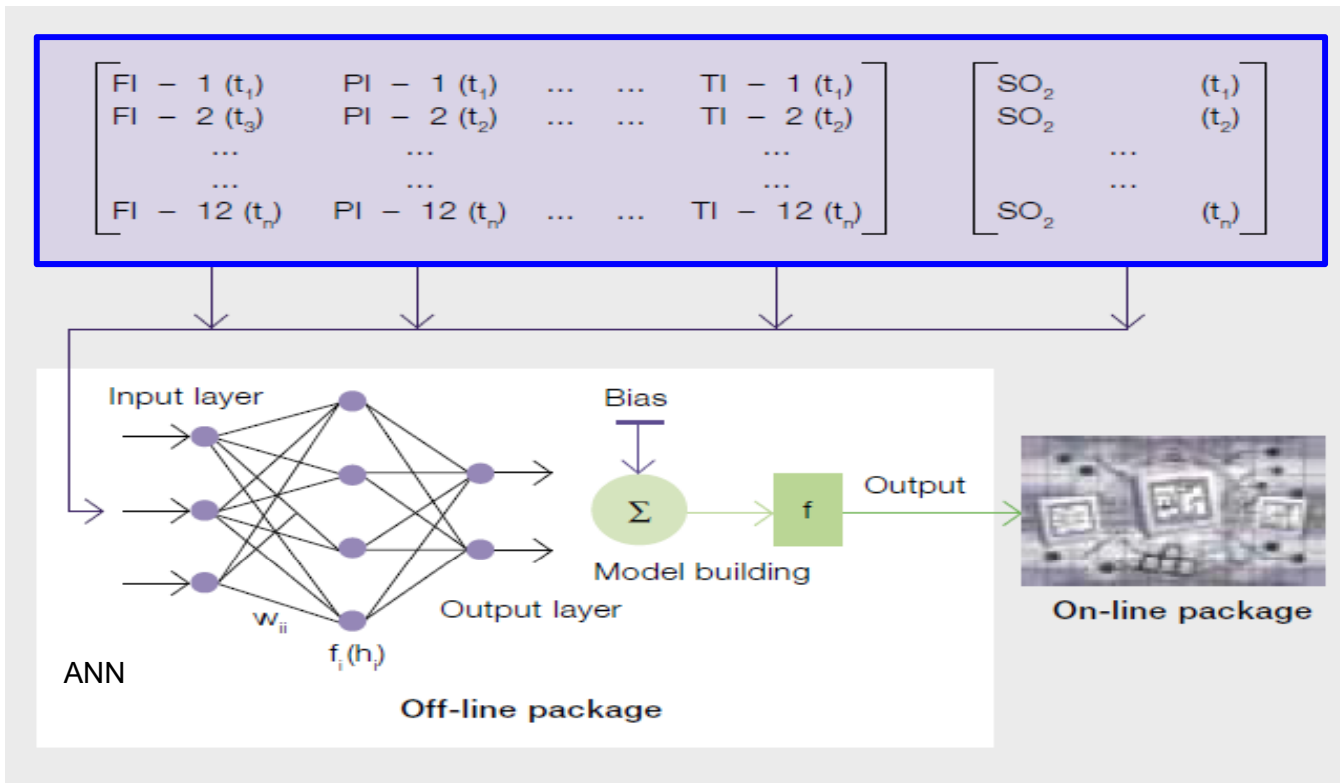 FI – 1 (t₁) PI – 1 (t₁) ... ... TI – 1 (t₁) SO₂ (t₁)
FI – 2 (t₃) PI – 2 (t₂) ... ... TI – 2 (t₂) SO₂ (t₂)
... ... ... ...
... ... ... ...
FI – 12 (tₙ) PI – 12 (tₙ) ... ... TI – 12 (tₙ) SO₂ (tₙ)
Input layer
Bias
Σ
f
Output
Model building
Output layer
wᵢᵢ
fᵢ(hᵢ)
ANN
Off-line package
On-line package